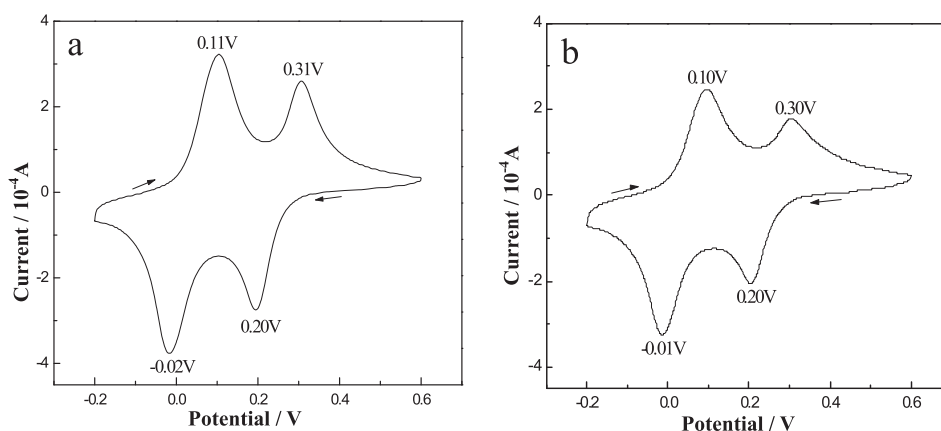 a
0.11V
0.31V
-0.02V
0.20V
4
2
0
-2
-4
-0.2
0.0
0.2
0.4
0.6
Current / 10⁻⁴A
Potential / V
b
0.10V
0.30V
-0.01V
0.20V
4
2
0
-2
-4
-0.2
0.0
0.2
0.4
0.6
Current / 10⁻⁴A
Potential / V